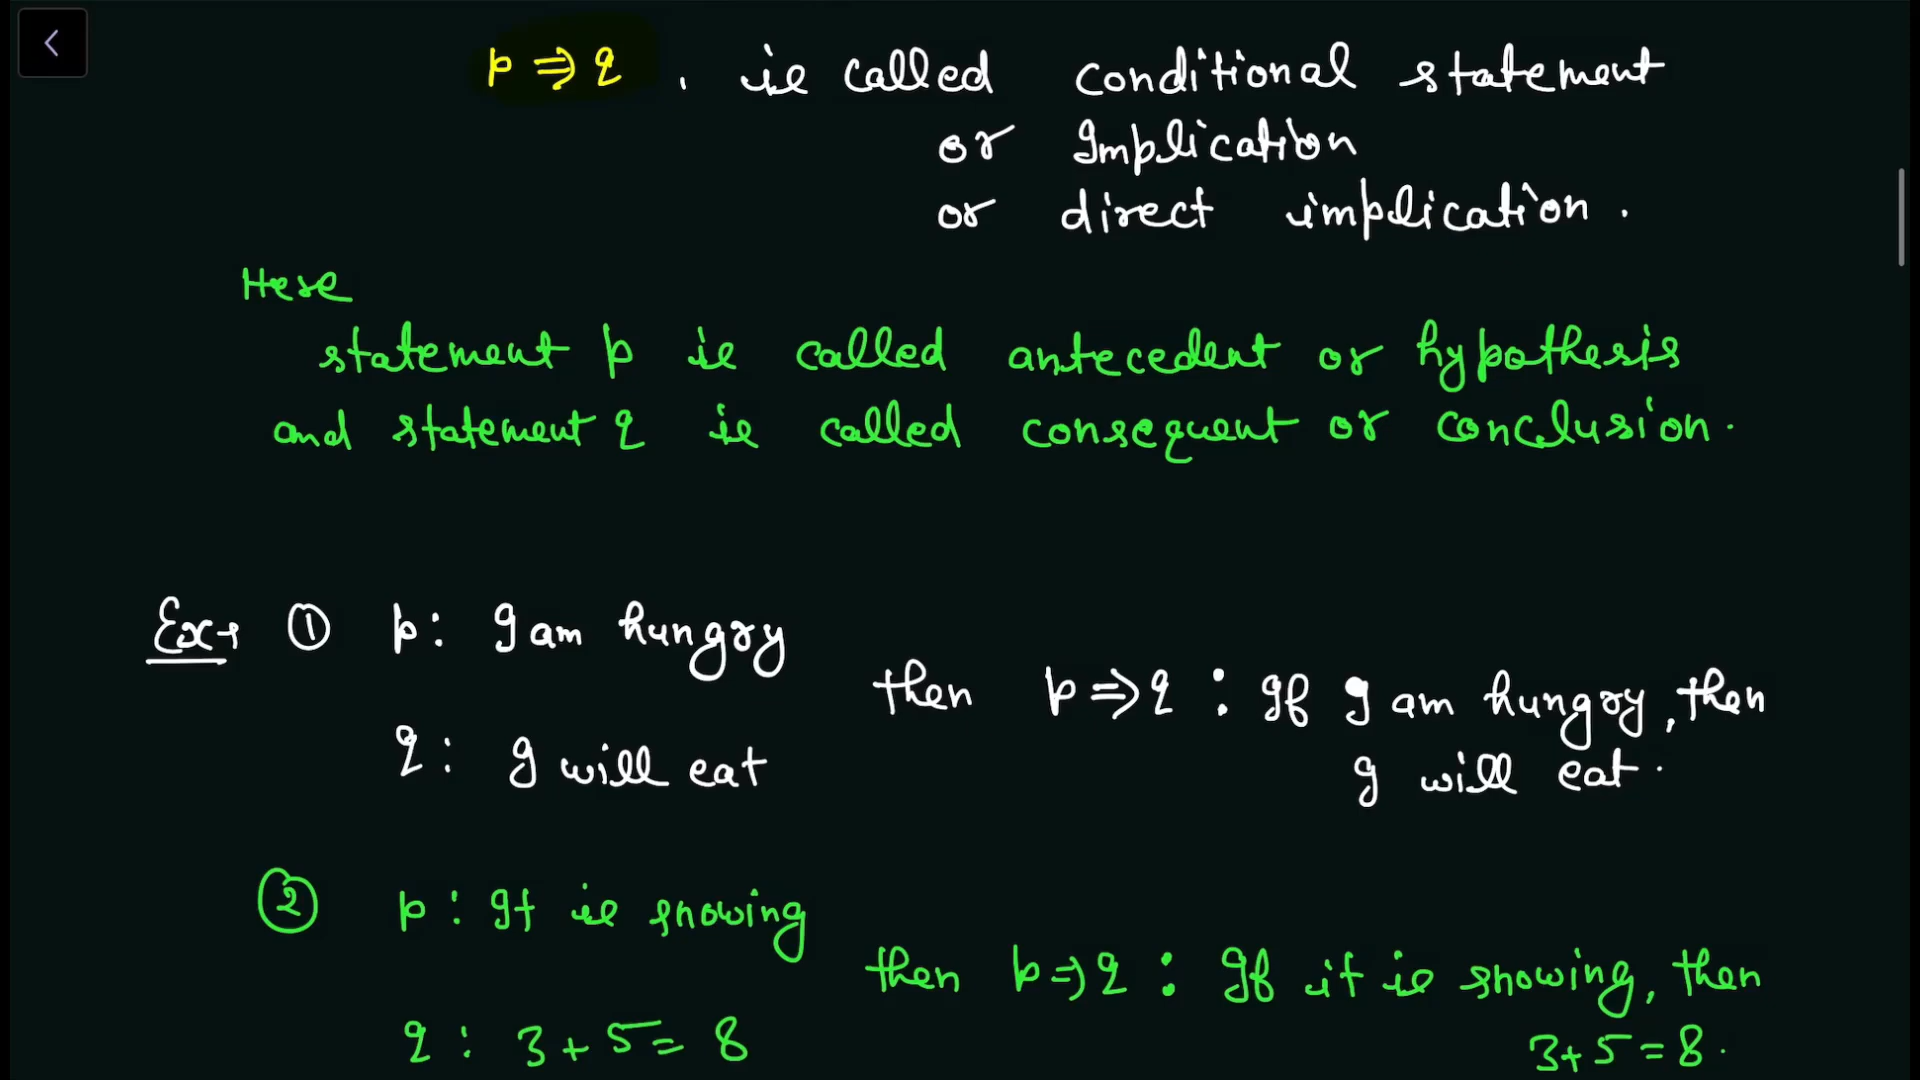 p ⇒ q , is called conditional statement
or Implication
or direct implication.
Here
statement p is called antecedent or hypothesis
and statement q is called consequent or conclusion.
Ex→ ① p: I am hungry
then p ⇒ q : If I am hungry, then
q: I will eat
I will eat.
② p: It is snowing
then p ⇒ q : If it is snowing, then
q: 3+5=8
3+5=8.